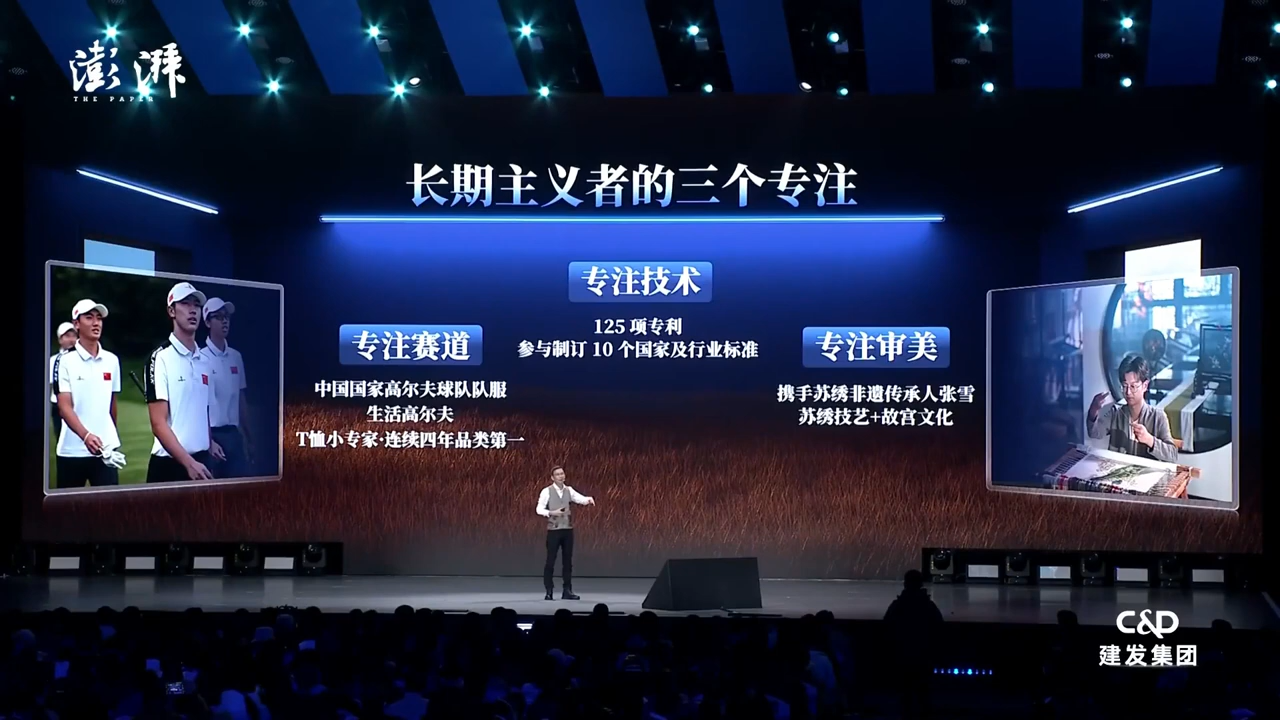 澎湃
THE PAPER
长期主义者的三个专注
专注技术
125 项专利
参与制订 10 个国家及行业标准
专注赛道
中国国家高尔夫球队队服
生活高尔夫
T恤小专家·连续四年品类第一
专注审美
携手苏绣非遗传承人张雪
苏绣技艺+故宫文化
C&D
建发集团